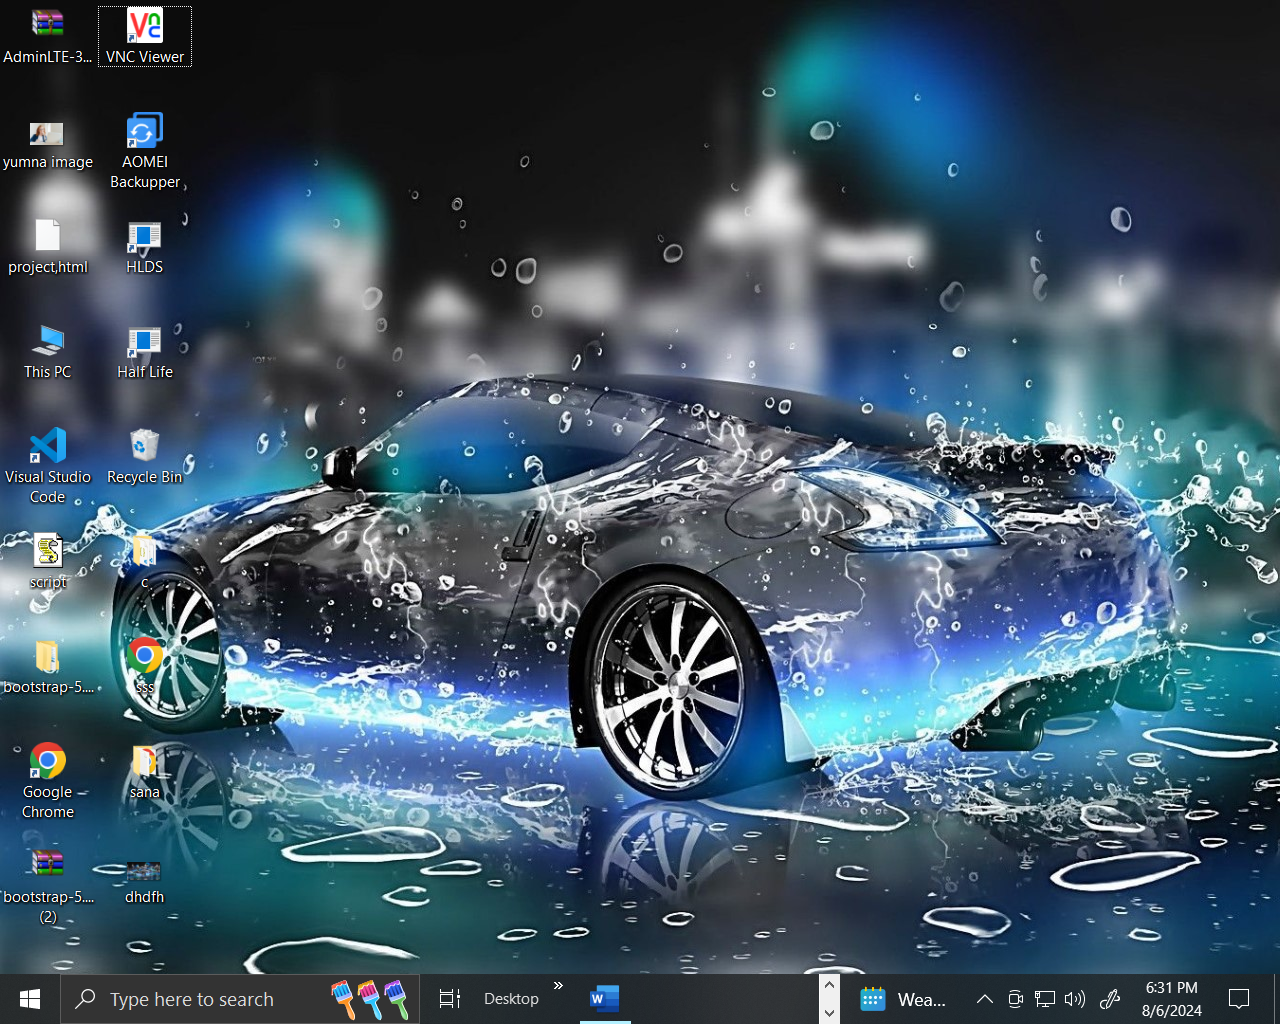 AdminLTE-3...
VNC Viewer
yumna image
AOMEI
Backupper
project,html
HLDS
This PC
Half Life
Visual Studio
Code
Recycle Bin
script
c
bootstrap-5....
sss
Google
Chrome
sana
bootstrap-5....
(2)
dhdfh
Type here to search
Desktop
»
W
Wea...
6:31 PM
8/6/2024